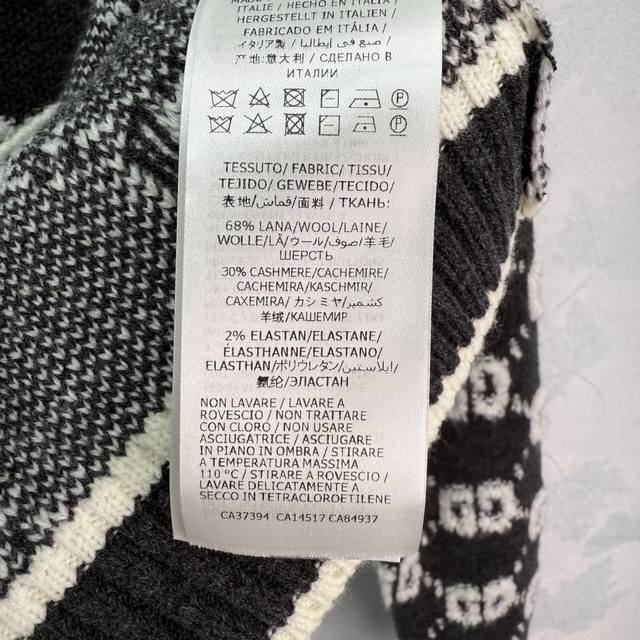 ITALIE / HECHO EN ITALIA /
HERGESTELLT IN ITALIEN /
FABRICADO EM ITÁLIA /
イタリア製 / صنع في إيطاليا /
产地:意大利 / СДЕЛАНО В
ИТАЛИИ
P
P
TESSUTO/ FABRIC/ TISSU/
TEJIDO/ GEWEBE/TECIDO/
表地/قماش/面料 / ТКАНЬ:
68% LANA/WOOL/LAINE/
WOLLE/LÃ/ウール/صوف/羊毛/
ШЕРСТЬ
30% CASHMERE/CACHEMIRE/
CACHEMIRA/KASCHMIR/
CAXEMIRA/ カシミヤ/كشمير/
羊绒/КАШЕМИР
2% ELASTAN/ELASTANE/
ÉLASTHANNE/ELASTANO/
ELASTHAN/ポリウレタン/ايلاستين/
氨纶/ЭЛАСТАН
NON LAVARE / LAVARE A
ROVESCIO / NON TRATTARE
CON CLORO / NON USARE
ASCIUGATRICE / ASCIUGARE
IN PIANO IN OMBRA / STIRARE
A TEMPERATURA MASSIMA
110 ºC / STIRARE A ROVESCIO /
LAVARE DELICATAMENTE A
SECCO IN TETRACLOROETILENE
CA37394 CA14517 CA84937